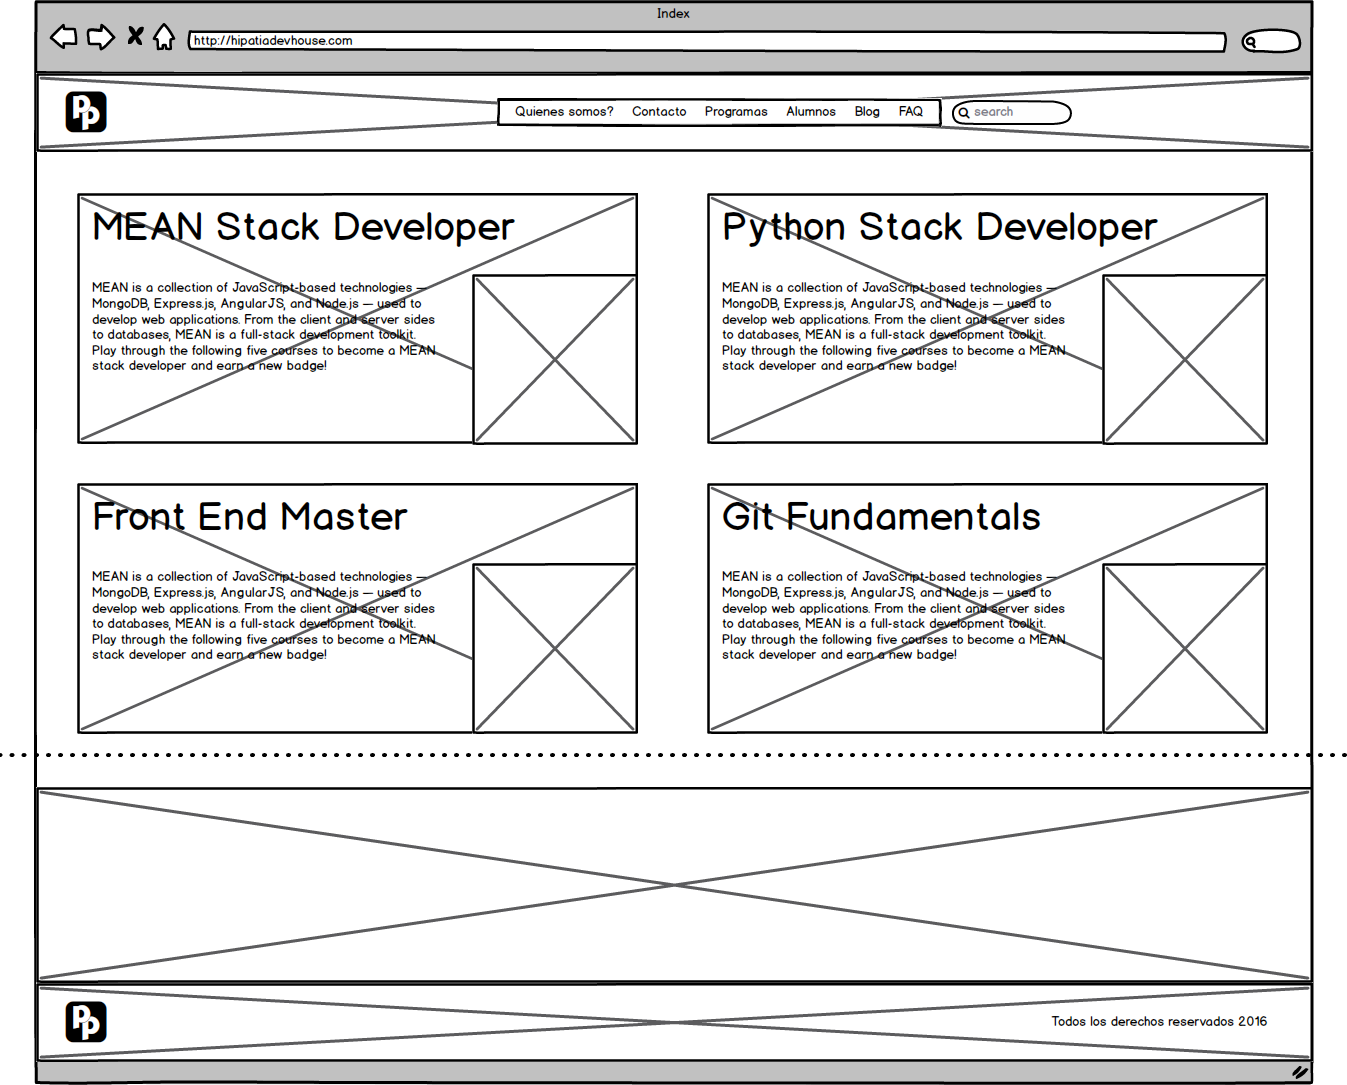 Index
http://hipatiadevhouse.com
Pp
Quienes somos? Contacto Programas Alumnos Blog FAQ
search
MEAN Stack Developer
MEAN is a collection of JavaScript-based technologies —
MongoDB, Express.js, AngularJS, and Node.js — used to
develop web applications. From the client and server sides
to databases, MEAN is a full-stack development toolkit.
Play through the following five courses to become a MEAN
stack developer and earn a new badge!
Python Stack Developer
MEAN is a collection of JavaScript-based technologies —
MongoDB, Express.js, AngularJS, and Node.js — used to
develop web applications. From the client and server sides
to databases, MEAN is a full-stack development toolkit.
Play through the following five courses to become a MEAN
stack developer and earn a new badge!
Front End Master
MEAN is a collection of JavaScript-based technologies —
MongoDB, Express.js, AngularJS, and Node.js — used to
develop web applications. From the client and server sides
to databases, MEAN is a full-stack development toolkit.
Play through the following five courses to become a MEAN
stack developer and earn a new badge!
Git Fundamentals
MEAN is a collection of JavaScript-based technologies —
MongoDB, Express.js, AngularJS, and Node.js — used to
develop web applications. From the client and server sides
to databases, MEAN is a full-stack development toolkit.
Play through the following five courses to become a MEAN
stack developer and earn a new badge!
Pp
Todos los derechos reservados 2016